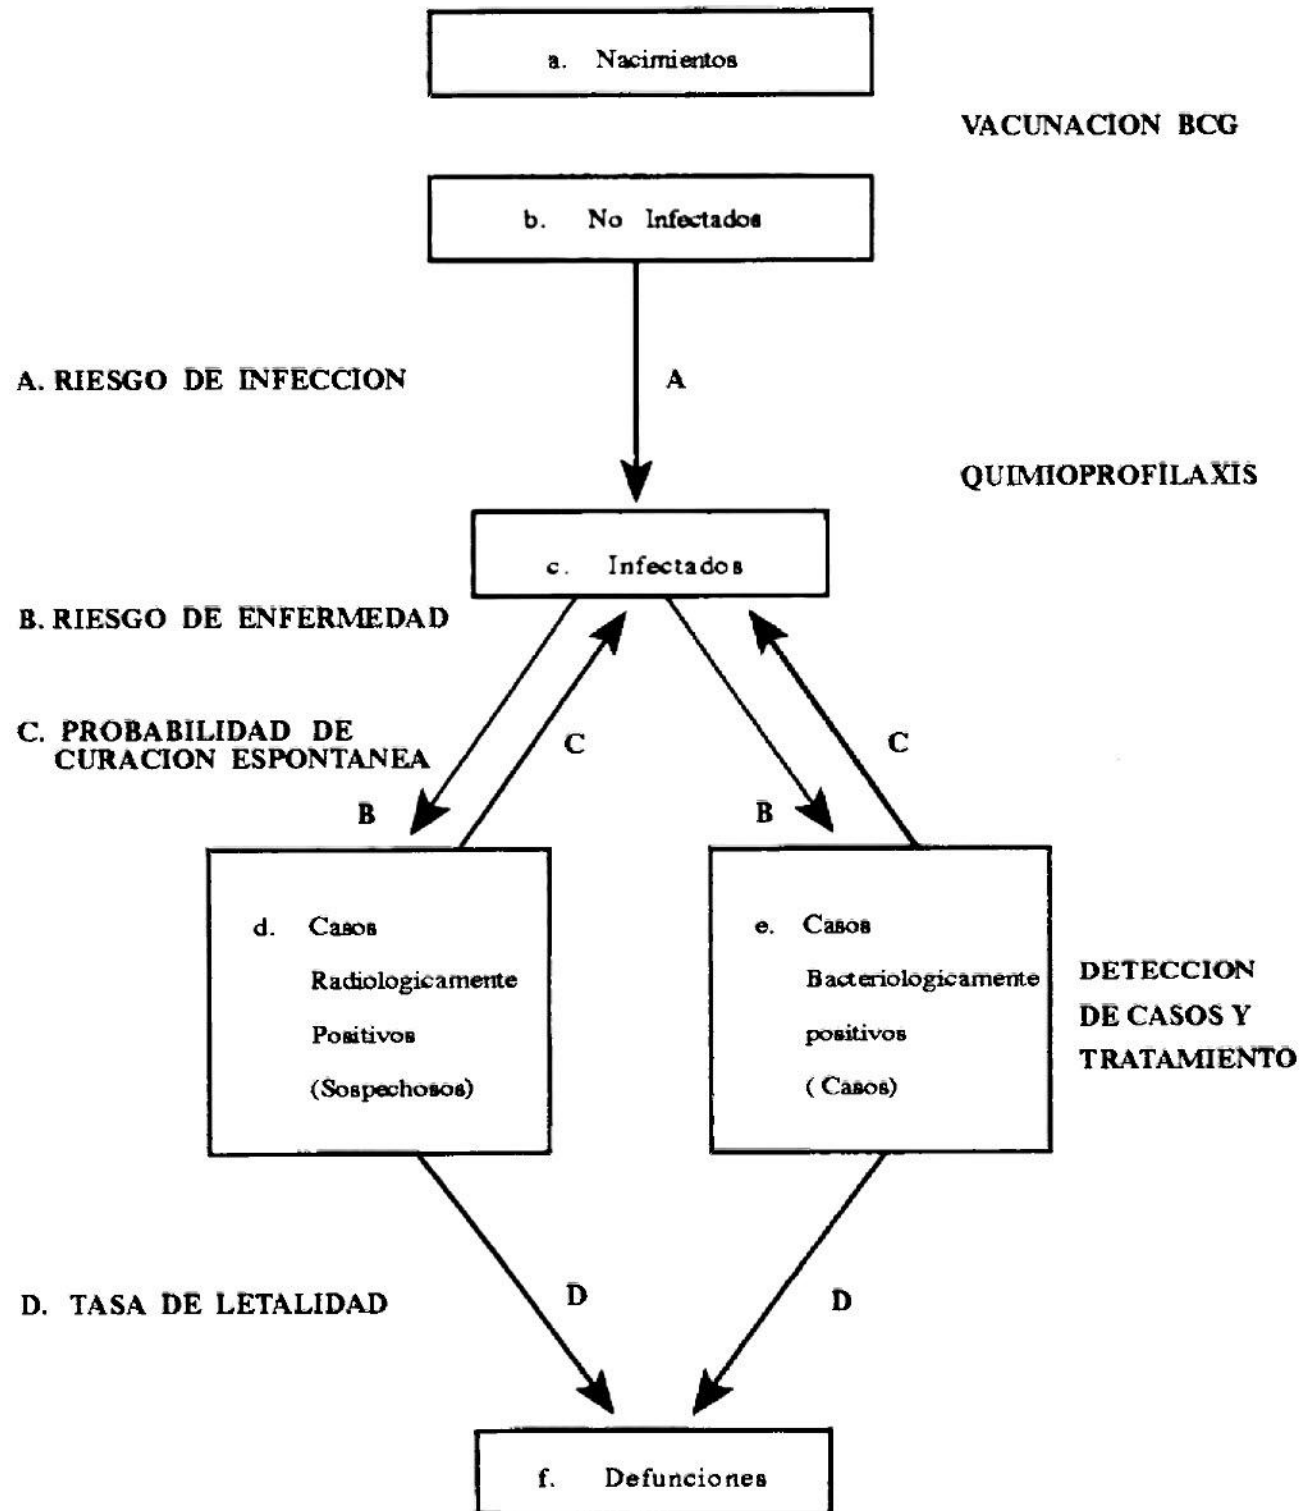 a. Nacimientos
VACUNACION BCG
b. No Infectados
A. RIESGO DE INFECCION
A
QUIMIOPROFILAXIS
c. Infectados
B. RIESGO DE ENFERMEDAD
C. PROBABILIDAD DE
CURACION ESPONTANEA
C
C
B
B
d. Casos
Radiologicamente
Positivos
(Sospechosos)
e. Casos
Bacteriologicamente
positivos
( Casos)
DETECCION
DE CASOS Y
TRATAMIENTO
D. TASA DE LETALIDAD
D
D
f. Defunciones